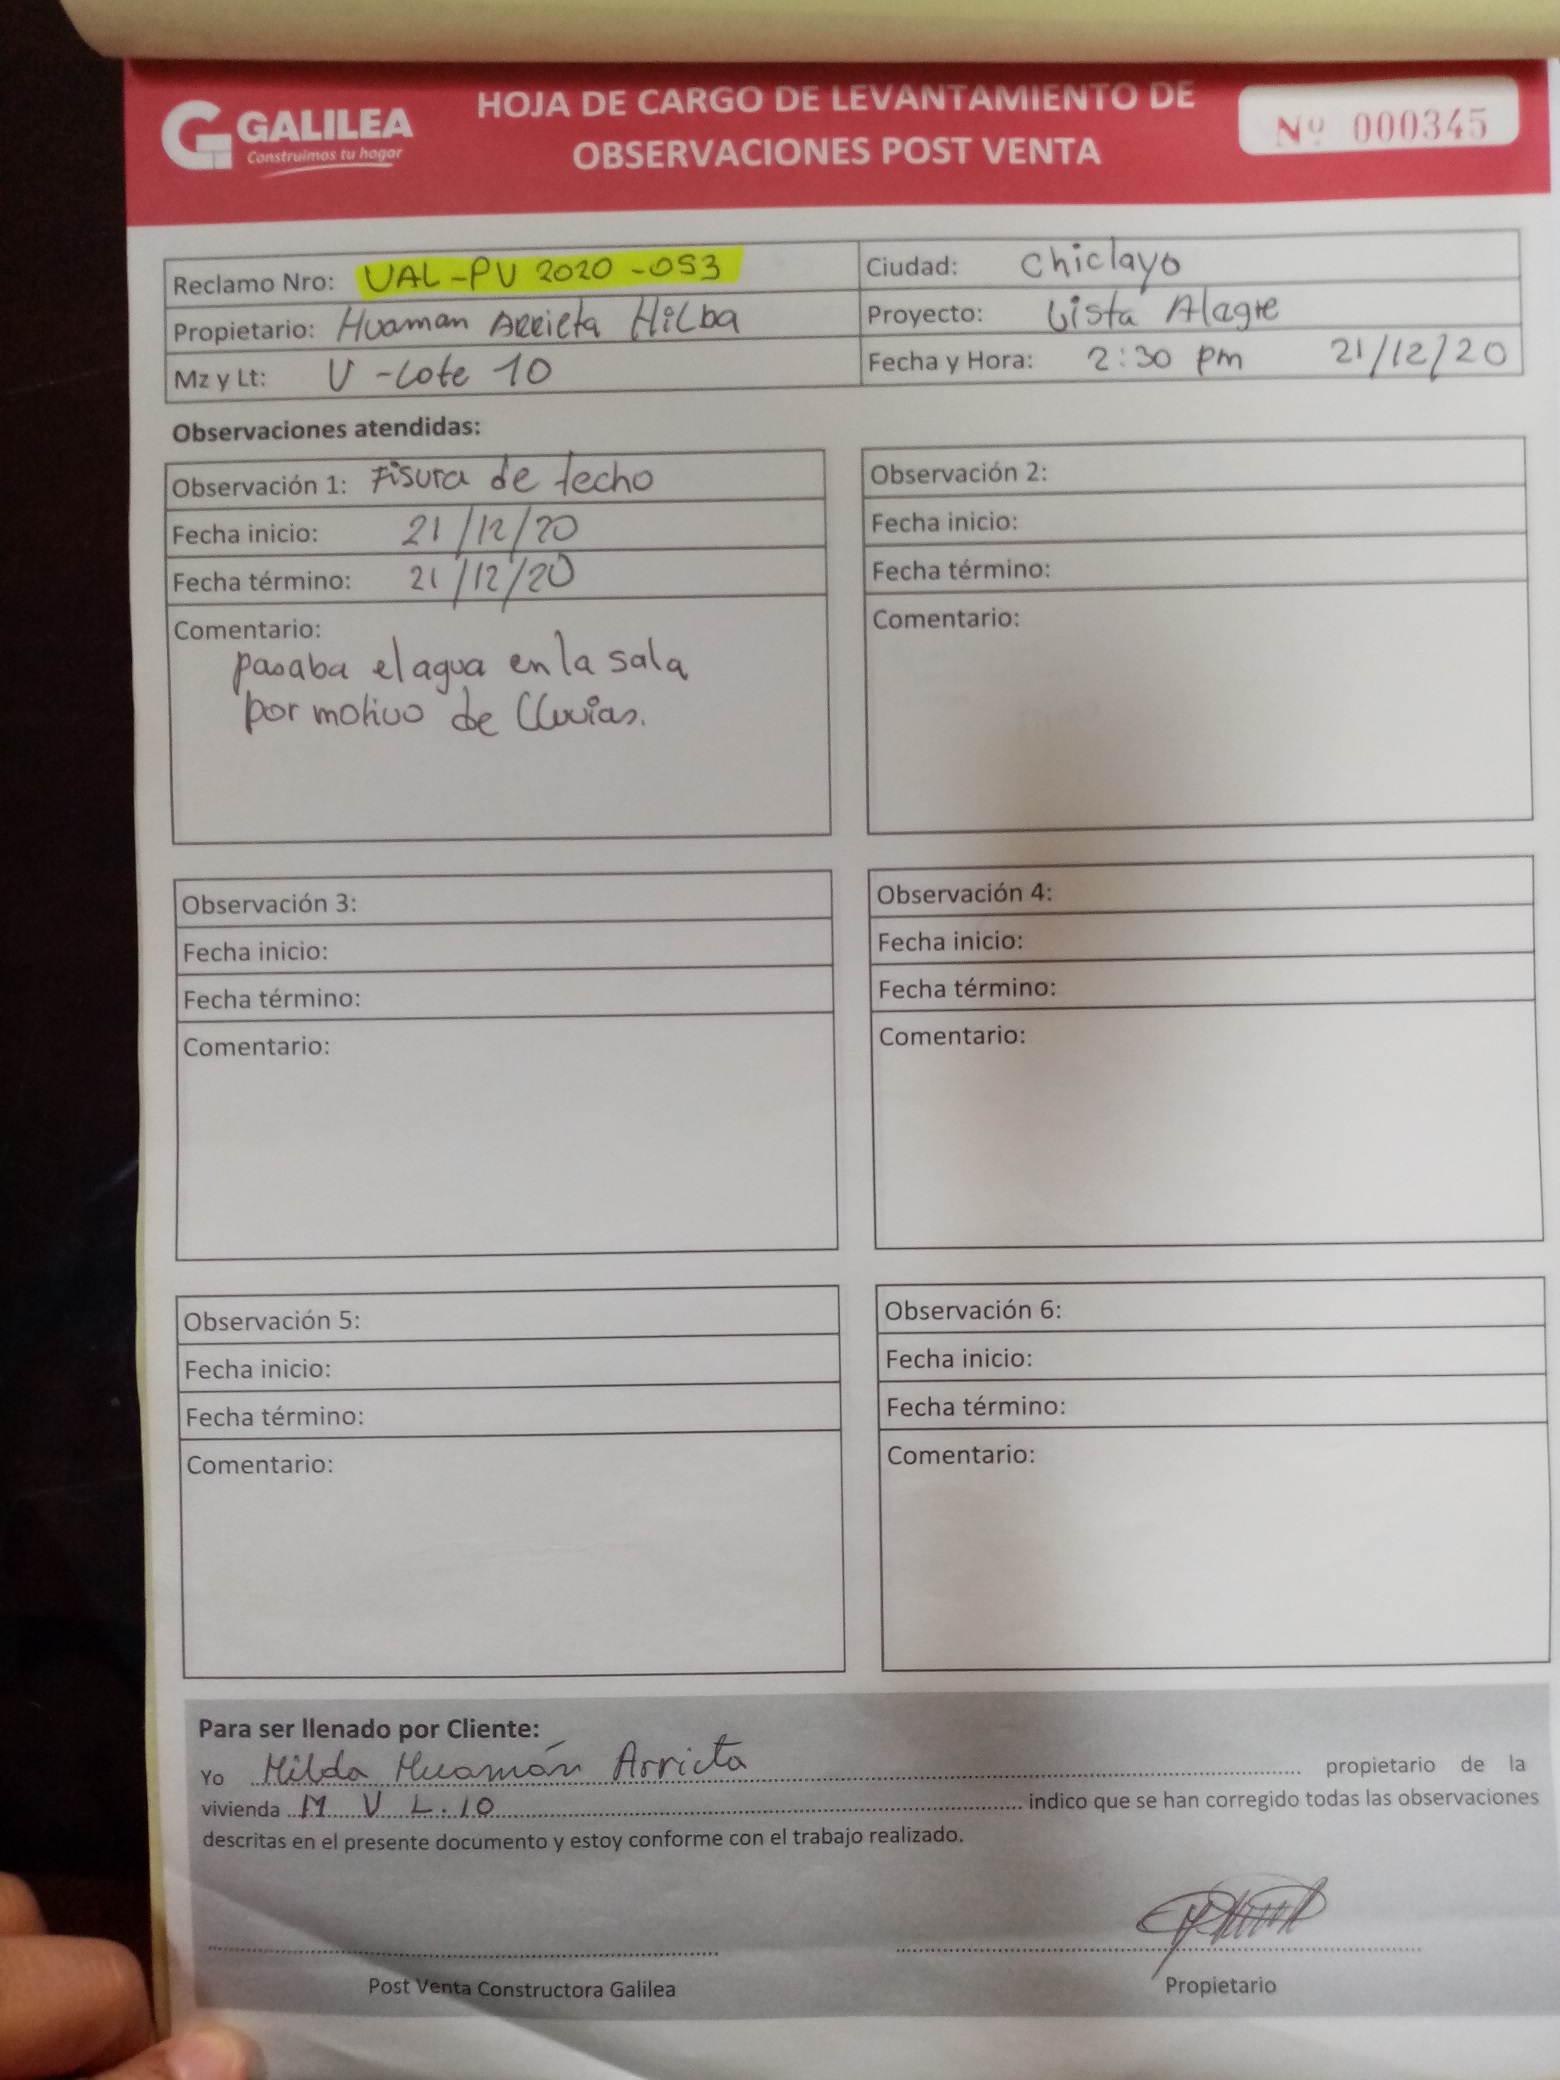 GALILEA
Construimos tu hogar
HOJA DE CARGO DE LEVANTAMIENTO DE
OBSERVACIONES POST VENTA
Nº 000345
Reclamo Nro: VAL-PV 2020-053
Ciudad: Chiclayo
Propietario: Huaman Arrieta Hilba
Proyecto: Vista Alagre
Mz y Lt: V - Lote 10
Fecha y Hora: 2:30 pm 21/12/20
Observaciones atendidas:
Observación 1: Fisura de techo
Fecha inicio: 21/12/20
Fecha término: 21/12/20
Comentario:
pasaba el agua en la sala
por motivo de lluvias.
Observación 2:
Fecha inicio:
Fecha término:
Comentario:
Observación 3:
Fecha inicio:
Fecha término:
Comentario:
Observación 4:
Fecha inicio:
Fecha término:
Comentario:
Observación 5:
Fecha inicio:
Fecha término:
Comentario:
Observación 6:
Fecha inicio:
Fecha término:
Comentario:
Para ser llenado por Cliente:
Yo Hilda Huamán Arrieta propietario de la
vivienda M V L.10 indico que se han corregido todas las observaciones
descritas en el presente documento y estoy conforme con el trabajo realizado.
Post Venta Constructora Galilea
Propietario